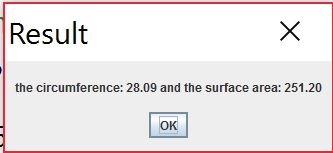 Result
the circumference: 28.09 and the surface area: 251.20
OK